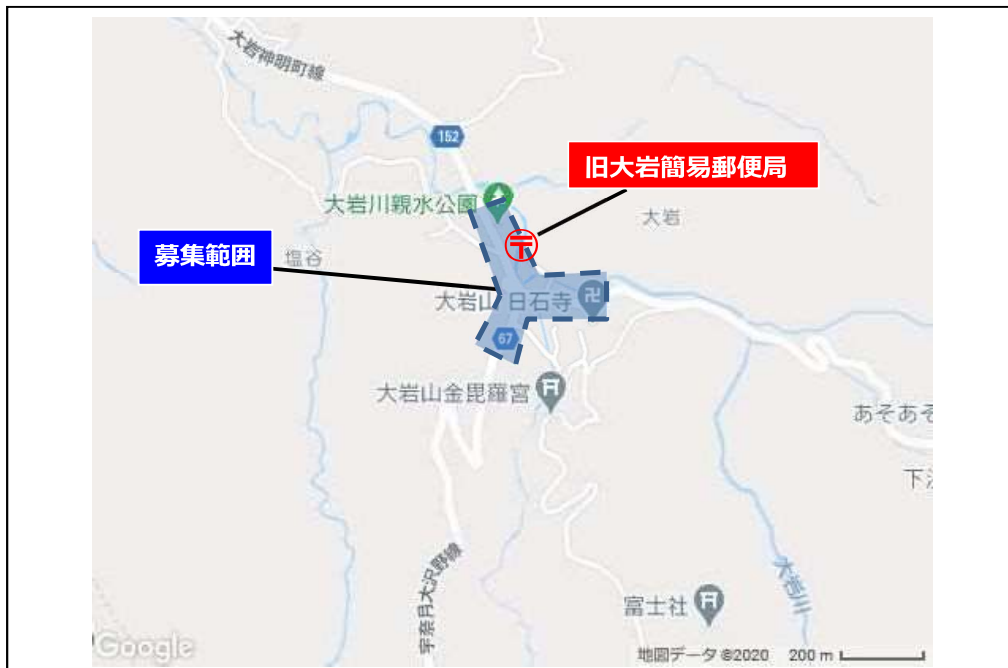 大岩神明町線
152
旧大岩簡易郵便局
大岩川親水公園
大岩
募集範囲
塩谷
〒
大岩山 日石寺
卍
67
大岩山金毘羅宮
あそあそ
大岩川
宇奈月大沢野線
富士社
Google
地図データ ©2020 200 m